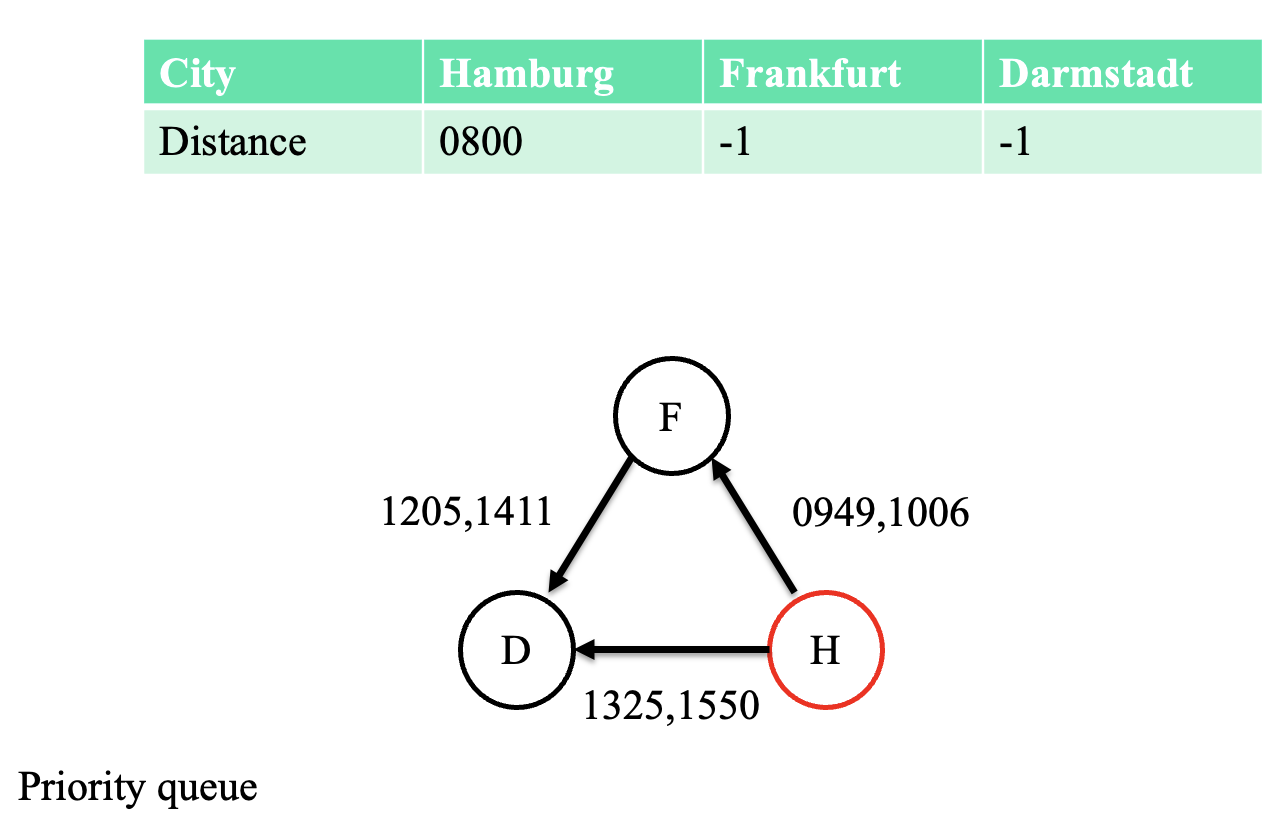 City Hamburg Frankfurt Darmstadt
Distance 0800 -1 -1
F
1205,1411 0949,1006
D H
1325,1550
Priority queue